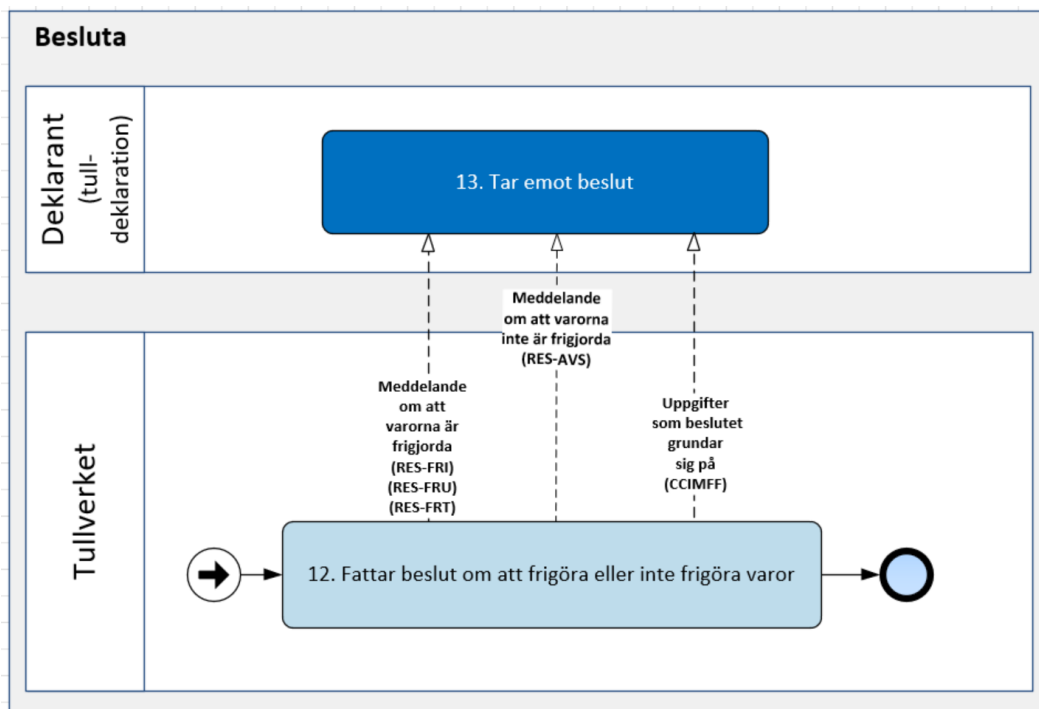 Besluta
Deklarant
(tull-
deklaration)
13. Tar emot beslut
Meddelande
om att varorna
inte är frigjorda
(RES-AVS)
Meddelande
om att
varorna är
frigjorda
(RES-FRI)
(RES-FRU)
(RES-FRT)
Uppgifter
som beslutet
grundar
sig på
(CCIMFF)
Tullverket
12. Fattar beslut om att frigöra eller inte frigöra varor